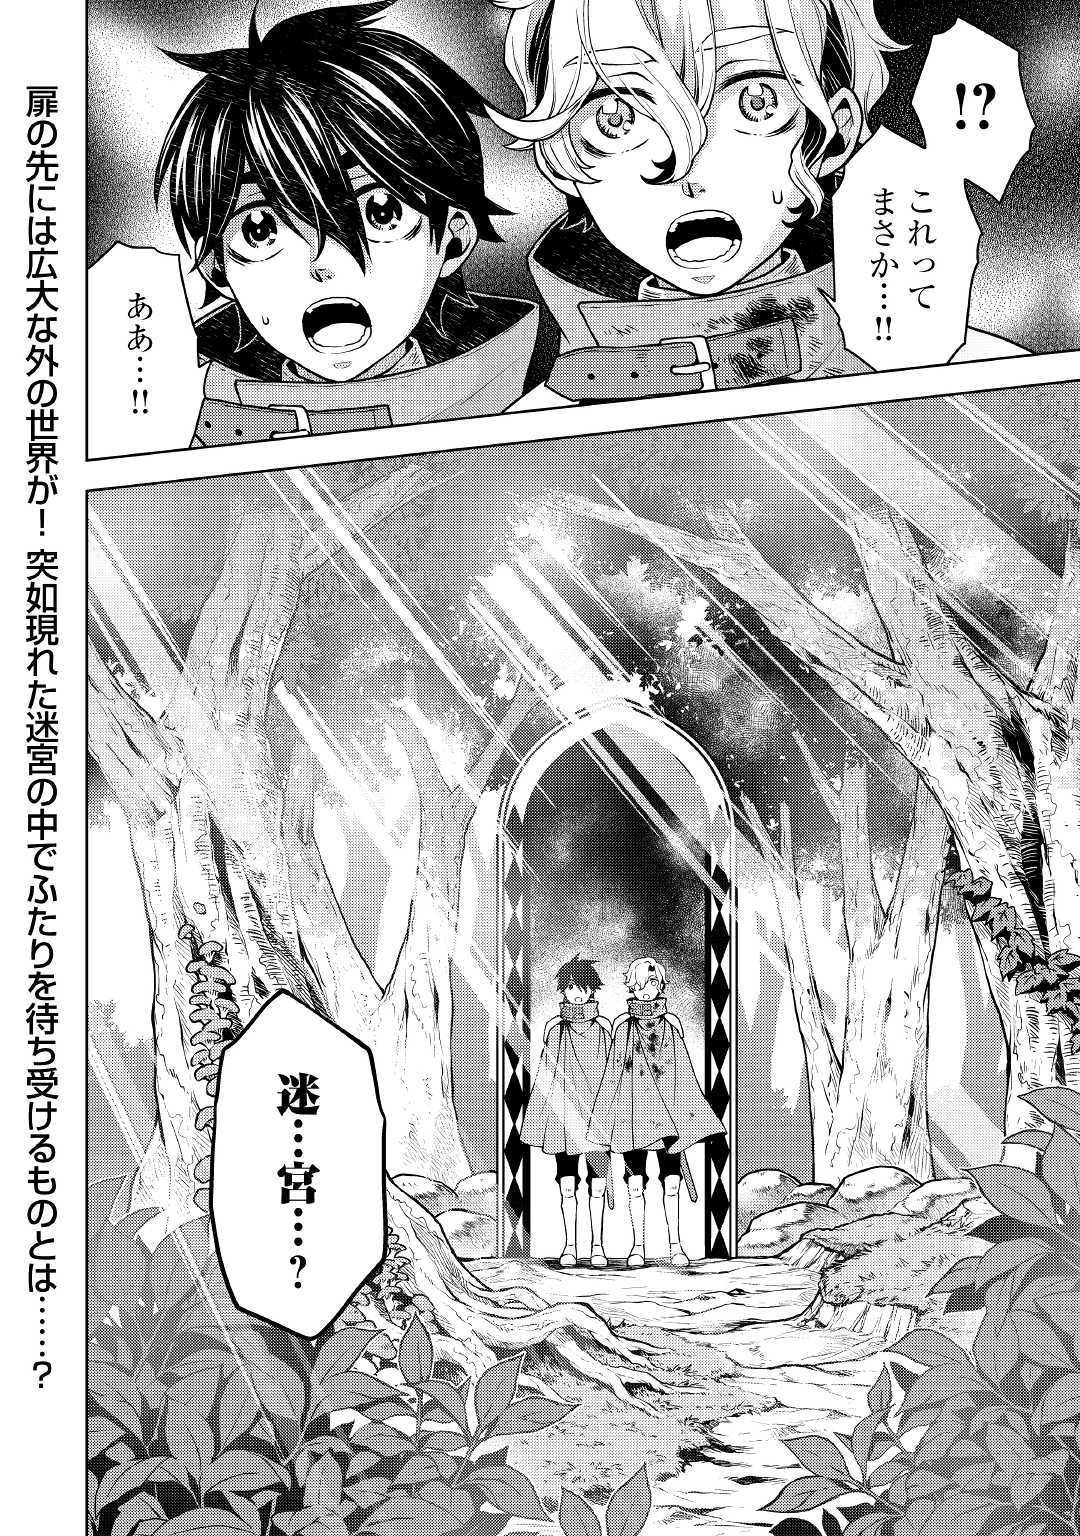 !?
これって
まさか…!!
ああ…!!
迷…宮…?
扉の先には広大な外の世界が！ 突如現れた迷宮の中でふたりを待ち受けるものとは……？